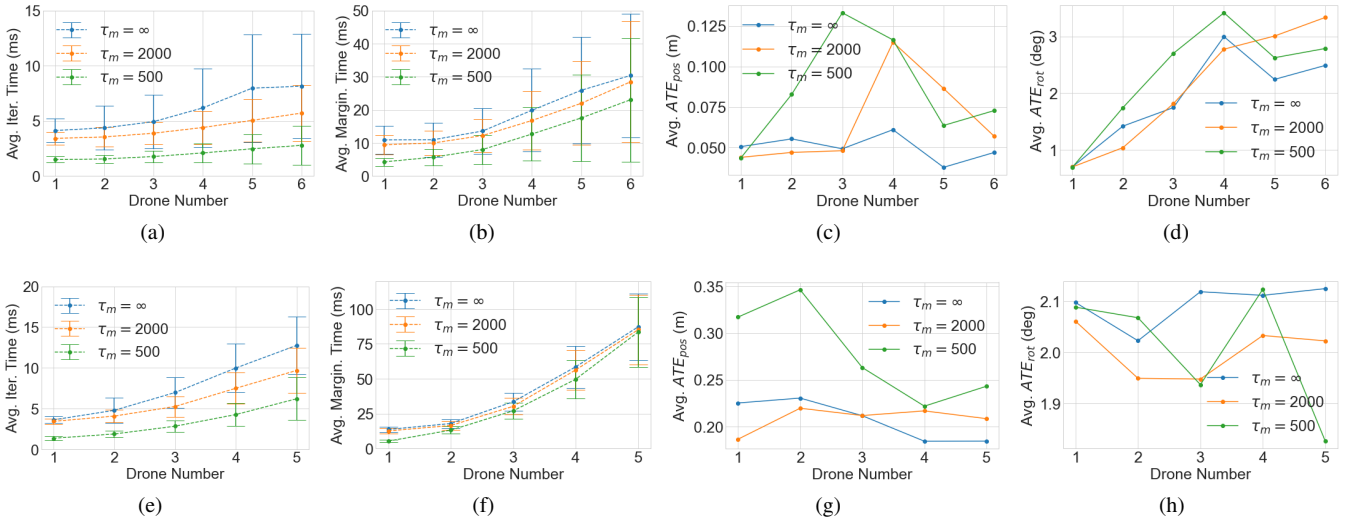 Avg. Iter. Time (ms)
15
10
5
0
τm = ∞
τm = 2000
τm = 500
1 2 3 4 5 6
Drone Number
(a)
Avg. Margin. Time (ms)
50
40
30
20
10
0
τm = ∞
τm = 2000
τm = 500
1 2 3 4 5 6
Drone Number
(b)
Avg. ATEpos (m)
0.125
0.100
0.075
0.050
τm = ∞
τm = 2000
τm = 500
1 2 3 4 5 6
Drone Number
(c)
Avg. ATErot (deg)
3
2
1
τm = ∞
τm = 2000
τm = 500
1 2 3 4 5 6
Drone Number
(d)
Avg. Iter. Time (ms)
20
15
10
5
0
τm = ∞
τm = 2000
τm = 500
1 2 3 4 5
Drone Number
(e)
Avg. Margin. Time (ms)
100
75
50
25
0
τm = ∞
τm = 2000
τm = 500
1 2 3 4 5
Drone Number
(f)
Avg. ATEpos (m)
0.35
0.30
0.25
0.20
τm = ∞
τm = 2000
τm = 500
1 2 3 4 5
Drone Number
(g)
Avg. ATErot (deg)
2.1
2.0
1.9
τm = ∞
τm = 2000
τm = 500
1 2 3 4 5
Drone Number
(h)